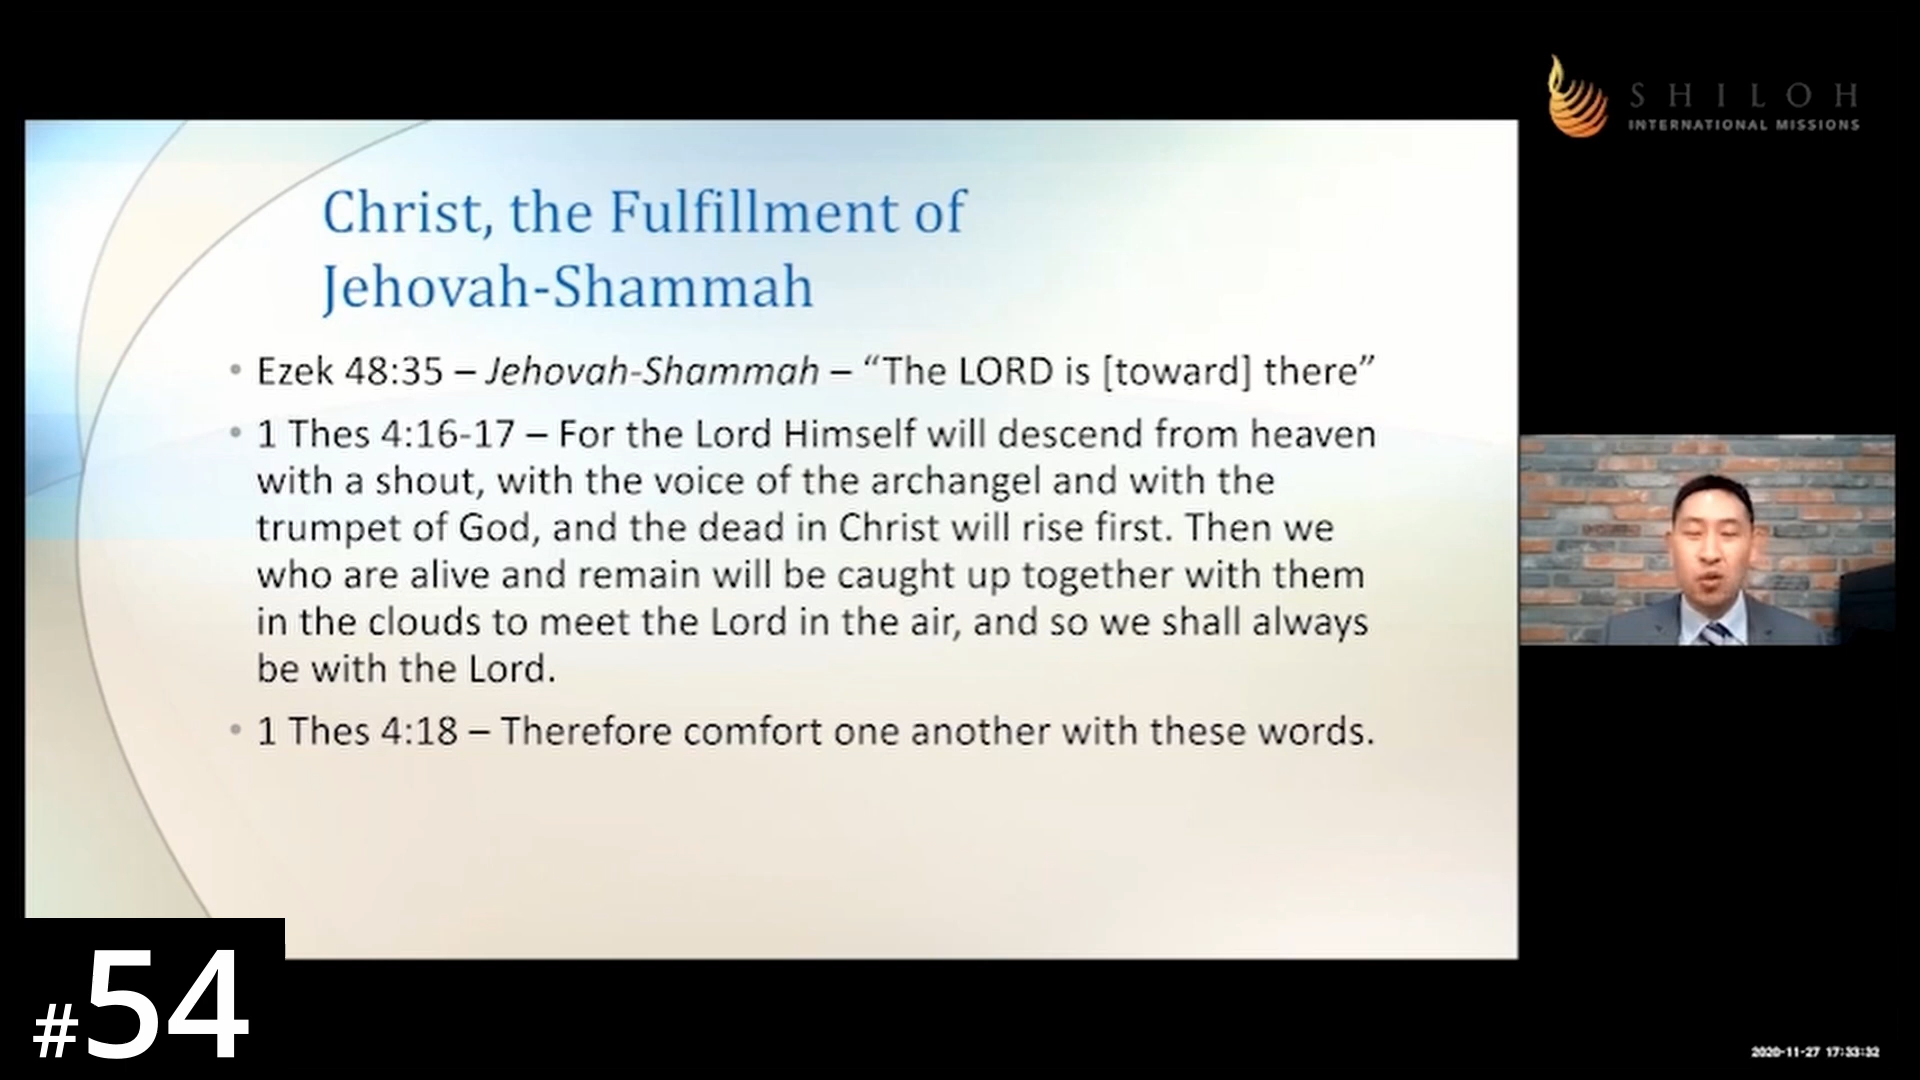 SHILOH
INTERNATIONAL MISSIONS
Christ, the Fulfillment of
Jehovah-Shammah
• Ezek 48:35 – Jehovah-Shammah – “The LORD is [toward] there”
• 1 Thes 4:16-17 – For the Lord Himself will descend from heaven
with a shout, with the voice of the archangel and with the
trumpet of God, and the dead in Christ will rise first. Then we
who are alive and remain will be caught up together with them
in the clouds to meet the Lord in the air, and so we shall always
be with the Lord.
• 1 Thes 4:18 – Therefore comfort one another with these words.
#54
2020-11-27 17:33:32